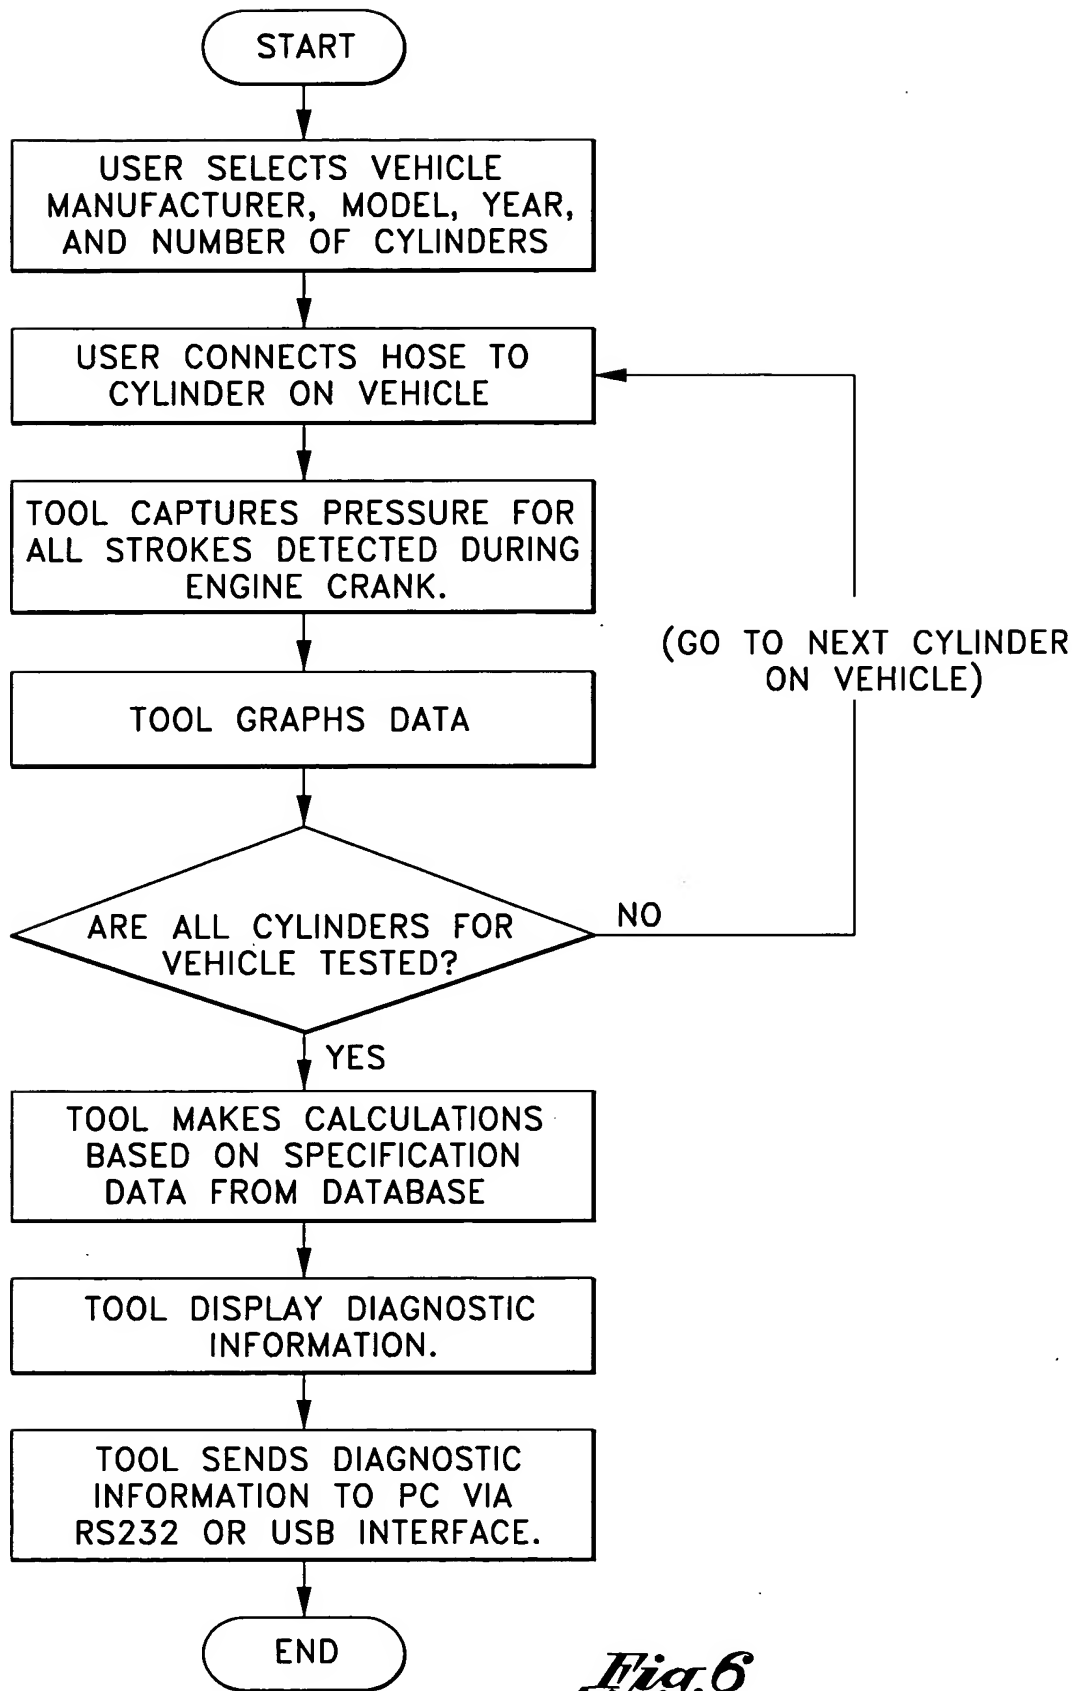 START
USER SELECTS VEHICLE
MANUFACTURER, MODEL, YEAR,
AND NUMBER OF CYLINDERS
USER CONNECTS HOSE TO
CYLINDER ON VEHICLE
TOOL CAPTURES PRESSURE FOR
ALL STROKES DETECTED DURING
ENGINE CRANK.
(GO TO NEXT CYLINDER
ON VEHICLE)
TOOL GRAPHS DATA
ARE ALL CYLINDERS FOR
VEHICLE TESTED?
NO
YES
TOOL MAKES CALCULATIONS
BASED ON SPECIFICATION
DATA FROM DATABASE
TOOL DISPLAY DIAGNOSTIC
INFORMATION.
TOOL SENDS DIAGNOSTIC
INFORMATION TO PC VIA
RS232 OR USB INTERFACE.
END
Fig.6